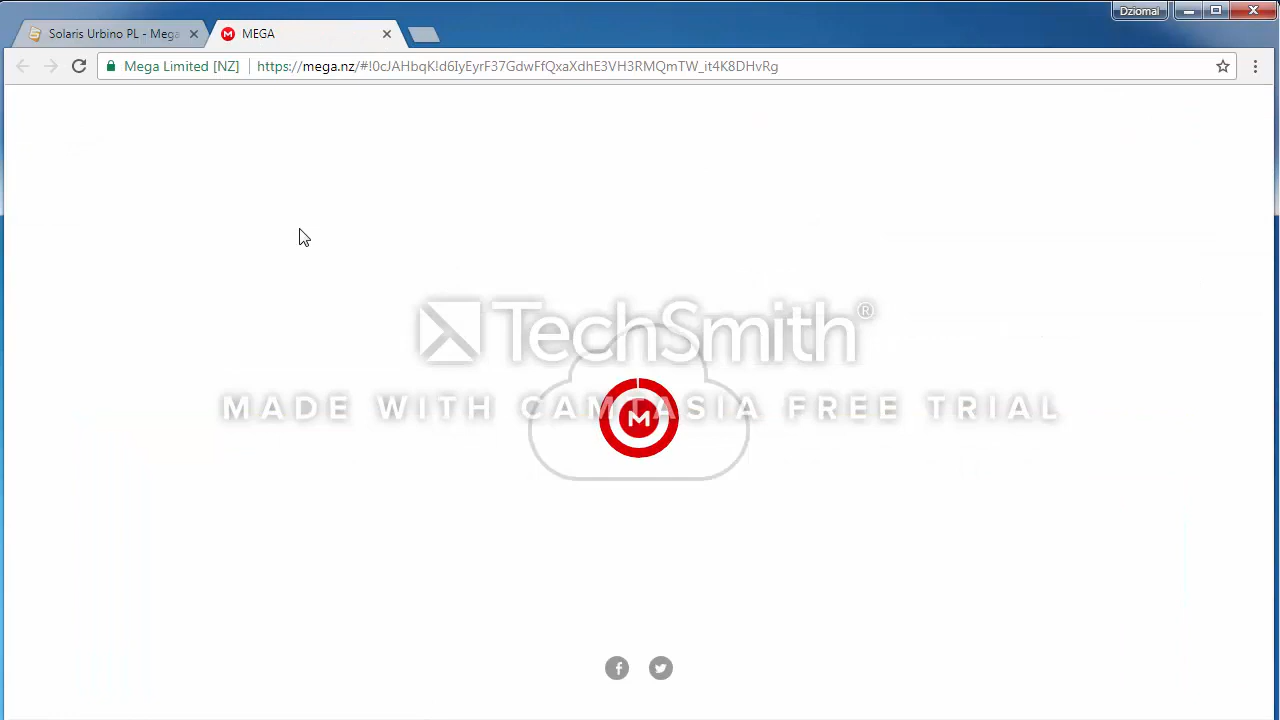 Dziomal
Solaris Urbino PL - Mega
MEGA
Mega Limited [NZ]
https://mega.nz/#!0cJAHbqK!d6IyEyrF37GdwFfQxaXdhE3VH3RMQmTW_it4K8DHvRg
TechSmith®
MADE WITH CAMTASIA FREE TRIAL
M